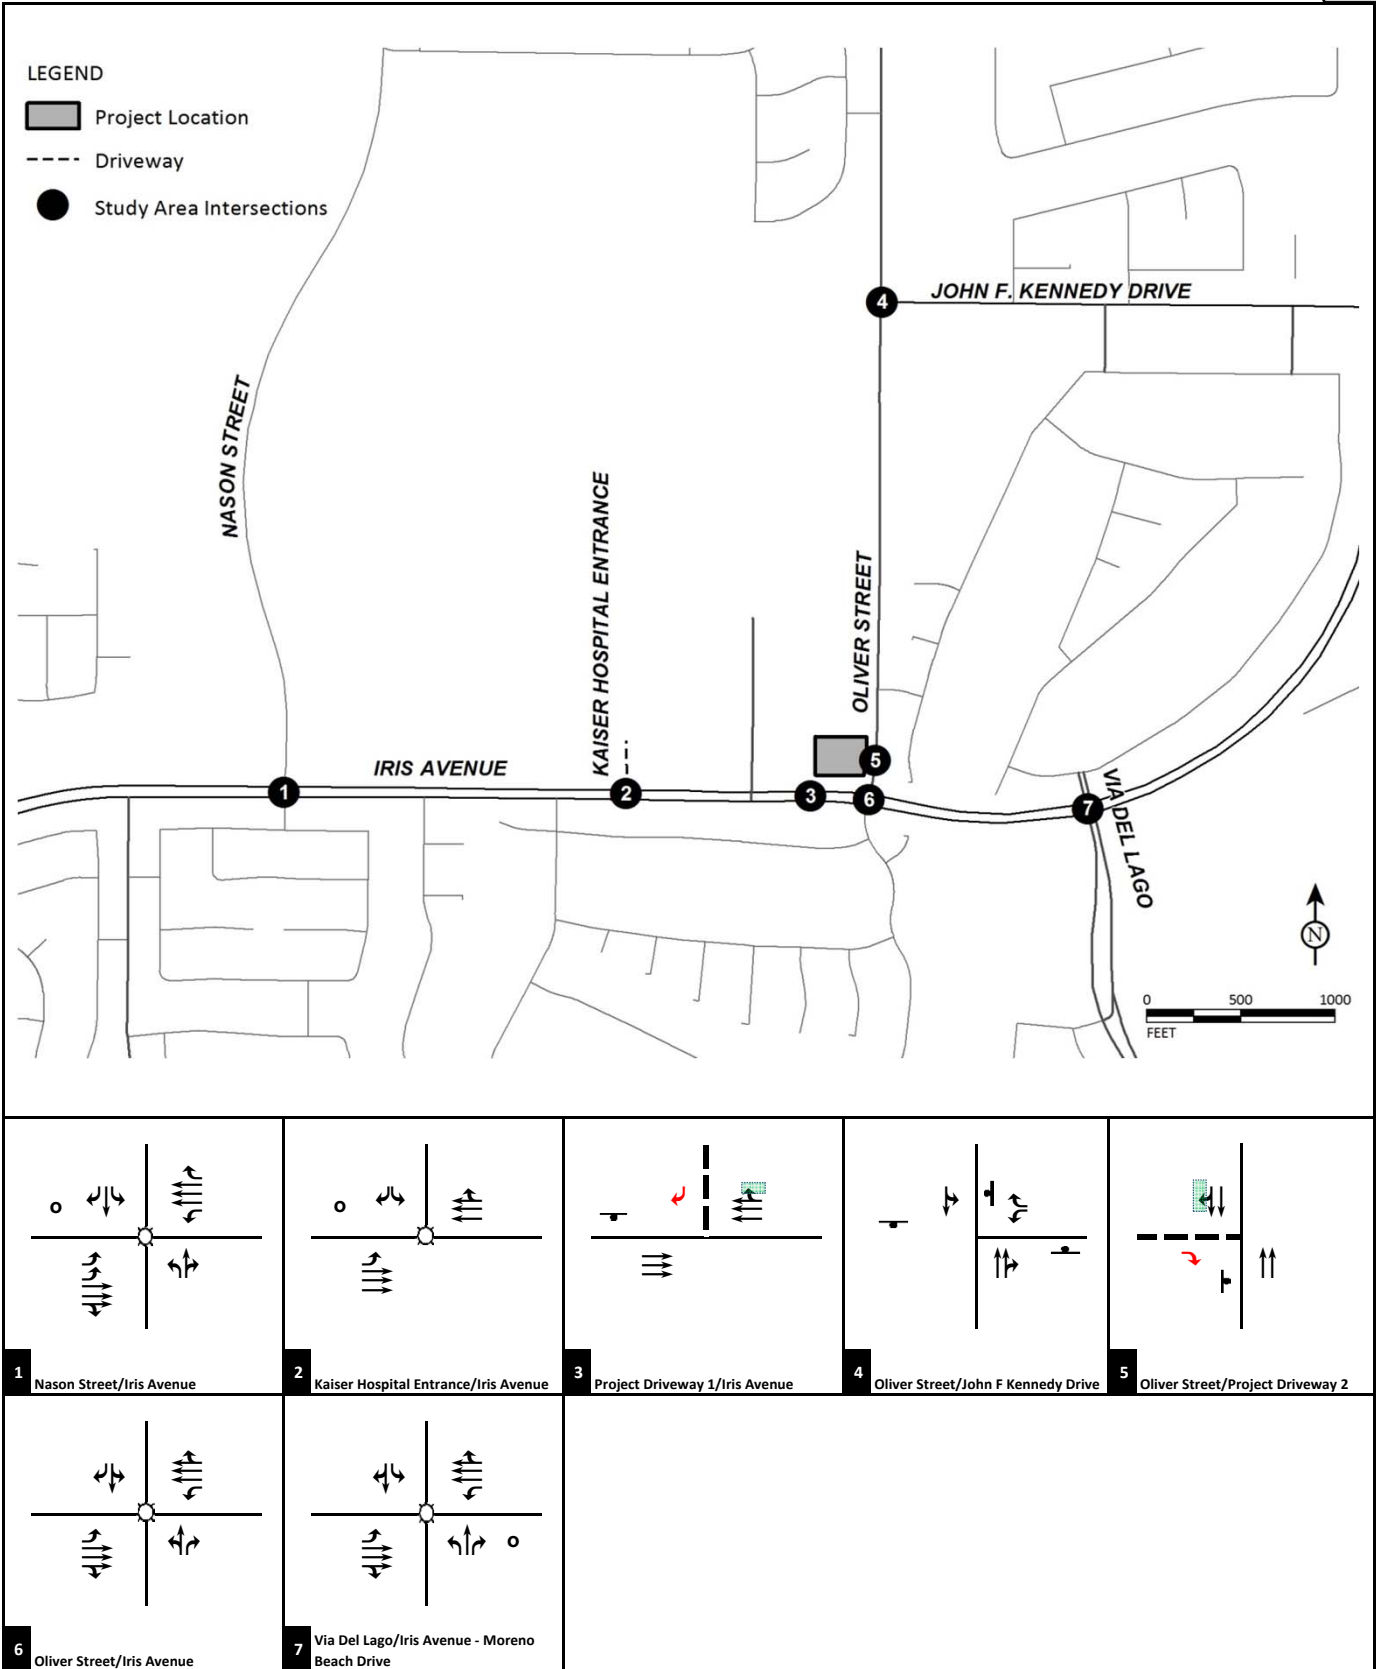 LEGEND
Project Location
Driveway
Study Area Intersections
4
JOHN F. KENNEDY DRIVE
NASON STREET
KAISER HOSPITAL ENTRANCE
OLIVER STREET
5
IRIS AVENUE
1
2
3
6
7
VIA DEL LAGO
N
0 500 1000
FEET
o
o
1 Nason Street/Iris Avenue
2 Kaiser Hospital Entrance/Iris Avenue
3 Project Driveway 1/Iris Avenue
4 Oliver Street/John F Kennedy Drive
5 Oliver Street/Project Driveway 2
o
6 Oliver Street/Iris Avenue
7 Via Del Lago/Iris Avenue - Moreno
Beach Drive